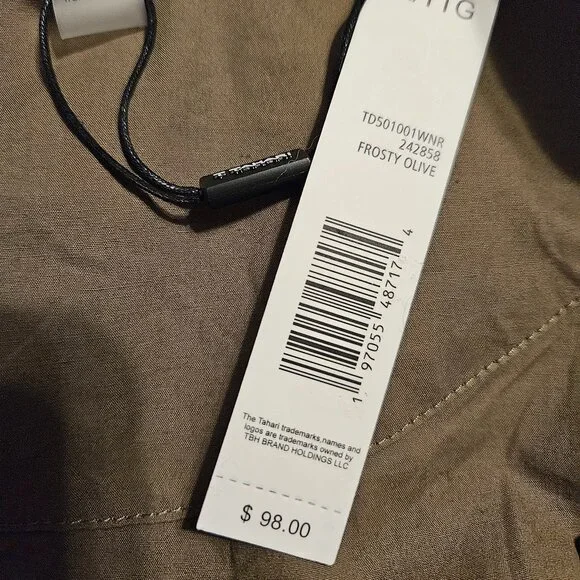 TD501001WNR
242858
FROSTY OLIVE
1 97055 48717 4
The Tahari trademarks,names and
logos are trademarks owned by
TBH BRAND HOLDINGS LLC
$ 98.00